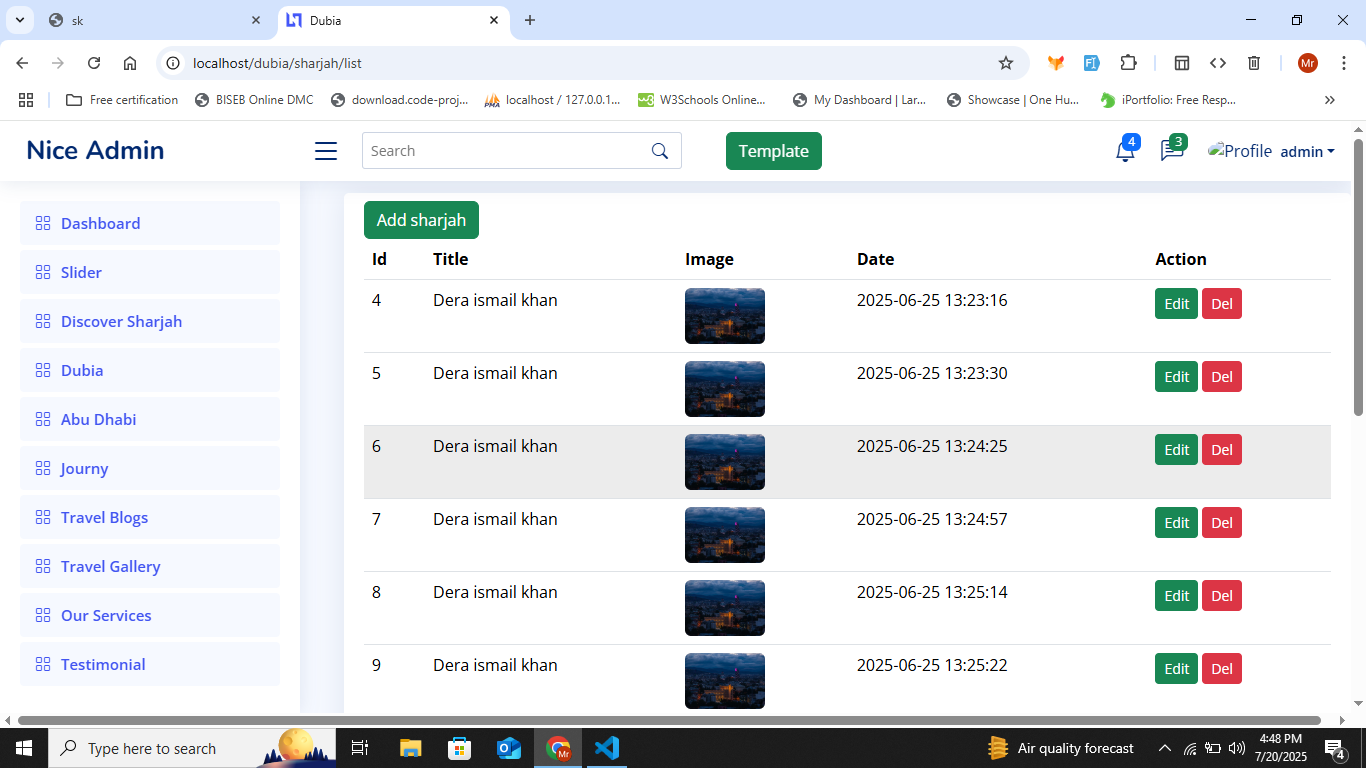 sk
Dubia
localhost/dubia/sharjah/list
Mr
Free certification
BISEB Online DMC
download.code-proj...
PMA
localhost / 127.0.0.1...
W3Schools Online...
My Dashboard | Lar...
Showcase | One Hu...
iPortfolio: Free Resp...
Nice Admin
Search
Template
4
3
Profile
admin
Dashboard
Slider
Discover Sharjah
Dubia
Abu Dhabi
Journy
Travel Blogs
Travel Gallery
Our Services
Testimonial
Add sharjah
Id Title Image Date Action
4 Dera ismail khan 2025-06-25 13:23:16 Edit Del
5 Dera ismail khan 2025-06-25 13:23:30 Edit Del
6 Dera ismail khan 2025-06-25 13:24:25 Edit Del
7 Dera ismail khan 2025-06-25 13:24:57 Edit Del
8 Dera ismail khan 2025-06-25 13:25:14 Edit Del
9 Dera ismail khan 2025-06-25 13:25:22 Edit Del
Type here to search
Mr
Air quality forecast
4:48 PM
7/20/2025
4